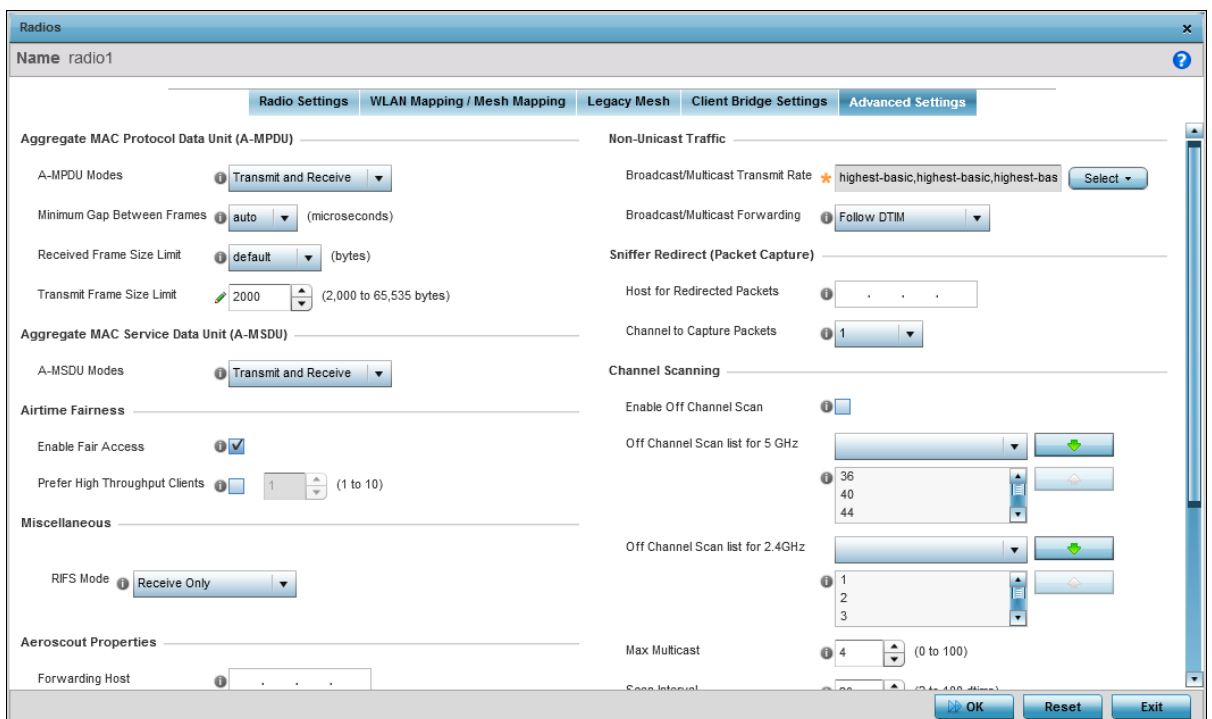 Radios
Name radio1
Radio Settings
WLAN Mapping / Mesh Mapping
Legacy Mesh
Client Bridge Settings
Advanced Settings
Aggregate MAC Protocol Data Unit (A-MPDU)
A-MPDU Modes Transmit and Receive
Minimum Gap Between Frames auto (microseconds)
Received Frame Size Limit default (bytes)
Transmit Frame Size Limit 2000 (2,000 to 65,535 bytes)
Aggregate MAC Service Data Unit (A-MSDU)
A-MSDU Modes Transmit and Receive
Airtime Fairness
Enable Fair Access
Prefer High Throughput Clients 1 (1 to 10)
Miscellaneous
RIFS Mode Receive Only
Aeroscout Properties
Forwarding Host . . .
Non-Unicast Traffic
Broadcast/Multicast Transmit Rate highest-basic,highest-basic,highest-bas Select
Broadcast/Multicast Forwarding Follow DTIM
Sniffer Redirect (Packet Capture)
Host for Redirected Packets . . .
Channel to Capture Packets 1
Channel Scanning
Enable Off Channel Scan
Off Channel Scan list for 5 GHz
36
40
44
Off Channel Scan list for 2.4GHz
1
2
3
Max Multicast 4 (0 to 100)
Scan Interval
OK
Reset
Exit